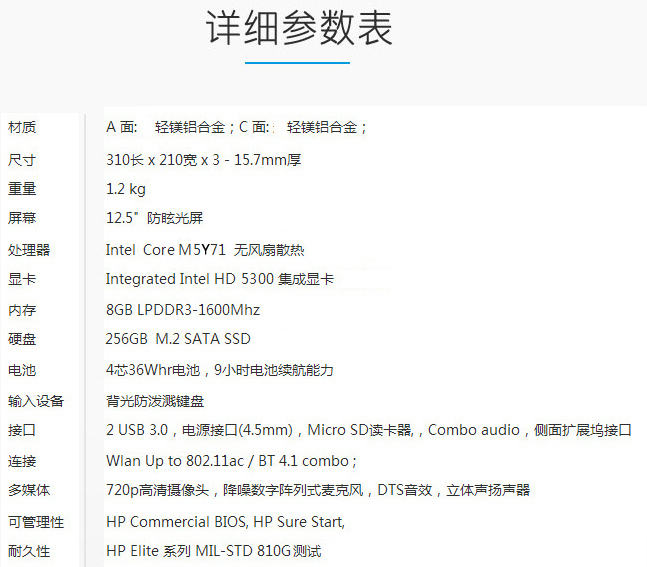 详细参数表
材质 A 面: 轻镁铝合金；C 面: 轻镁铝合金；
尺寸 310长 x 210宽 x 3 - 15.7mm厚
重量 1.2 kg
屏幕 12.5" 防眩光屏
处理器 Intel Core M5Y71 无风扇散热
显卡 Integrated Intel HD 5300 集成显卡
内存 8GB LPDDR3-1600Mhz
硬盘 256GB M.2 SATA SSD
电池 4芯36Whr电池，9小时电池续航能力
输入设备 背光防泼溅键盘
接口 2 USB 3.0，电源接口(4.5mm)，Micro SD读卡器,，Combo audio，侧面扩展坞接口
连接 Wlan Up to 802.11ac / BT 4.1 combo ;
多媒体 720p高清摄像头，降噪数字阵列式麦克风，DTS音效，立体声扬声器
可管理性 HP Commercial BIOS, HP Sure Start,
耐久性 HP Elite 系列 MIL-STD 810G测试